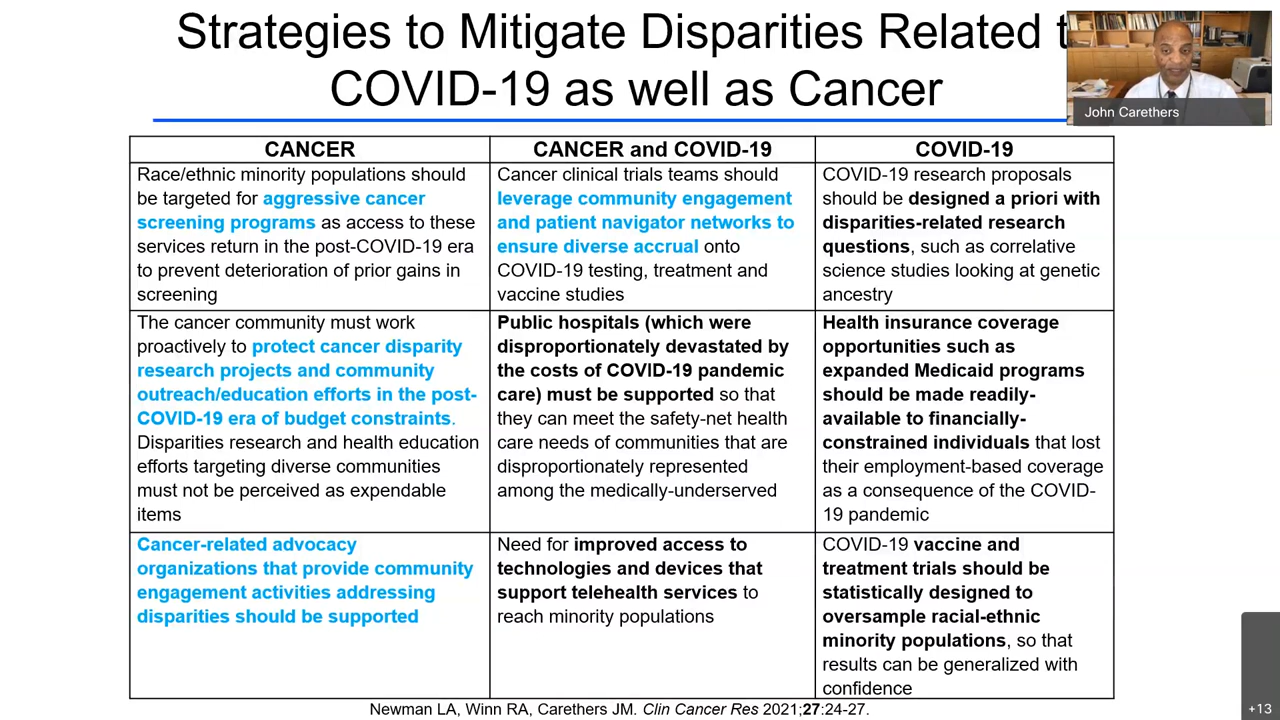 Strategies to Mitigate Disparities Related t
COVID-19 as well as Cancer
John Carethers
CANCER
CANCER and COVID-19
COVID-19
Race/ethnic minority populations should
be targeted for aggressive cancer
screening programs as access to these
services return in the post-COVID-19 era
to prevent deterioration of prior gains in
screening
Cancer clinical trials teams should
leverage community engagement
and patient navigator networks to
ensure diverse accrual onto
COVID-19 testing, treatment and
vaccine studies
COVID-19 research proposals
should be designed a priori with
disparities-related research
questions, such as correlative
science studies looking at genetic
ancestry
The cancer community must work
proactively to protect cancer disparity
research projects and community
outreach/education efforts in the post-
COVID-19 era of budget constraints.
Disparities research and health education
efforts targeting diverse communities
must not be perceived as expendable
items
Public hospitals (which were
disproportionately devastated by
the costs of COVID-19 pandemic
care) must be supported so that
they can meet the safety-net health
care needs of communities that are
disproportionately represented
among the medically-underserved
Health insurance coverage
opportunities such as
expanded Medicaid programs
should be made readily-
available to financially-
constrained individuals that lost
their employment-based coverage
as a consequence of the COVID-
19 pandemic
Cancer-related advocacy
organizations that provide community
engagement activities addressing
disparities should be supported
Need for improved access to
technologies and devices that
support telehealth services to
reach minority populations
COVID-19 vaccine and
treatment trials should be
statistically designed to
oversample racial-ethnic
minority populations, so that
results can be generalized with
confidence
Newman LA, Winn RA, Carethers JM. Clin Cancer Res 2021;27:24-27.
+13